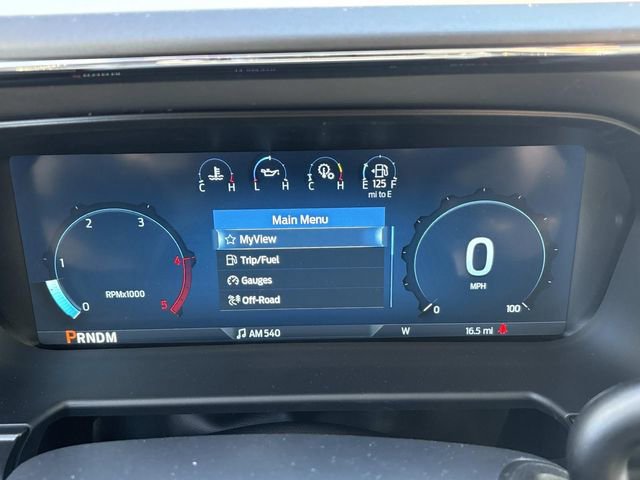 C H L H C H E 125 F
mi to E
Main Menu
MyView
Trip/Fuel
Gauges
Off-Road
0 1 2 3 4 5
RPMx1000
0
MPH
0 100
PRNDM
AM 540
W
16.5 mi